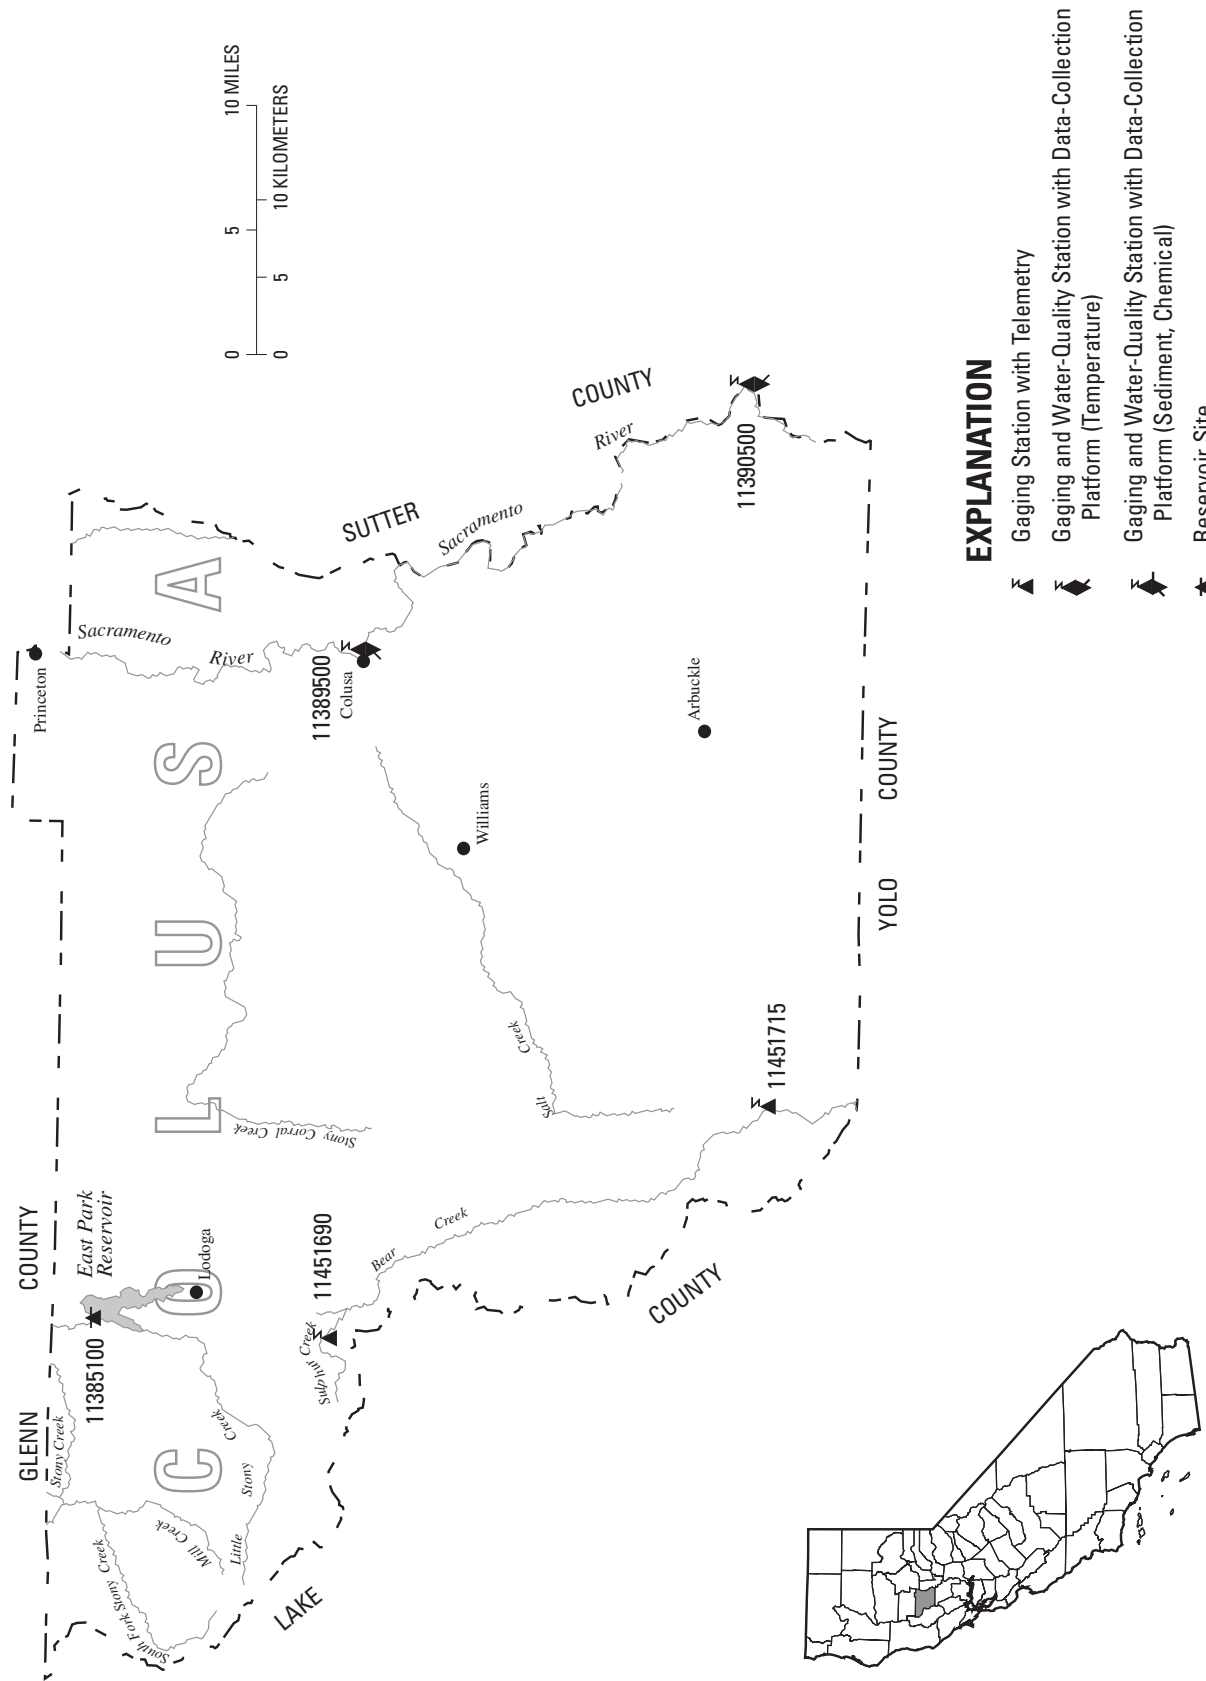 GLENN COUNTY
Princeton
Stony Creek
11385100
East Park
Reservoir
Lodoga
COLUSA
Sacramento
River
11389500
Colusa
SUTTER COUNTY
Sacramento River
South Fork Stony Creek
Mill Creek
Little Stony Creek
Stony Corral Creek
Sulphur Creek
11451690
Bear Creek
Salt Creek
Williams
Arbuckle
11390500
11451715
LAKE COUNTY
YOLO COUNTY
0 5 10 MILES
0 5 10 KILOMETERS
EXPLANATION
Gaging Station with Telemetry
Gaging and Water-Quality Station with Data-Collection
Platform (Temperature)
Gaging and Water-Quality Station with Data-Collection
Platform (Sediment, Chemical)
Reservoir Site